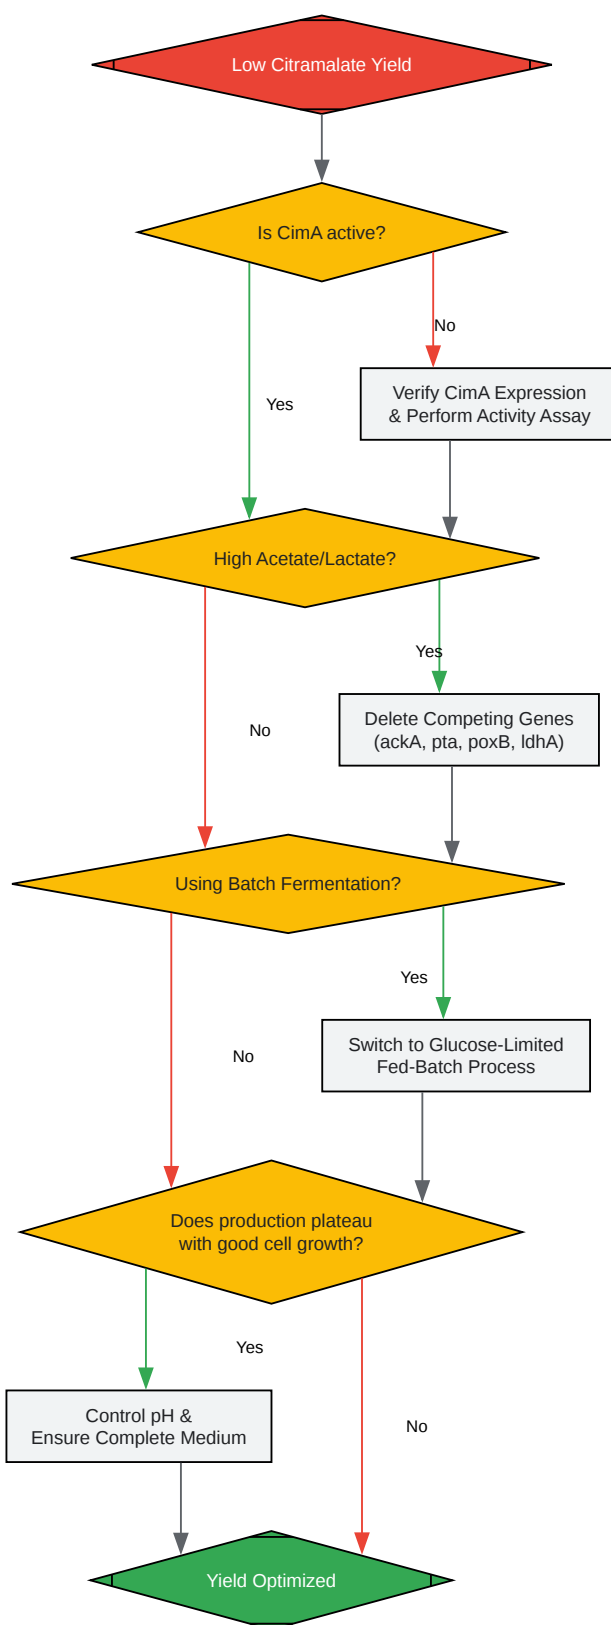 Low Citramalate Yield
Is CimA active?
No
Verify CimA Expression
& Perform Activity Assay
Yes
High Acetate/Lactate?
Yes
Delete Competing Genes
(ackA, pta, poxB, ldhA)
No
Using Batch Fermentation?
Yes
Switch to Glucose-Limited
Fed-Batch Process
No
Does production plateau
with good cell growth?
Yes
Control pH &
Ensure Complete Medium
No
Yield Optimized